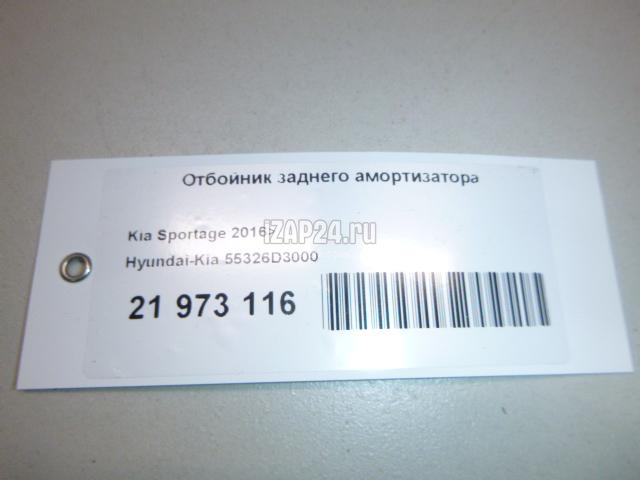 Отбойник заднего амортизатора
Kia Sportage 2016>
iZAP24.ru
Hyundai-Kia 55326D3000
21 973 116